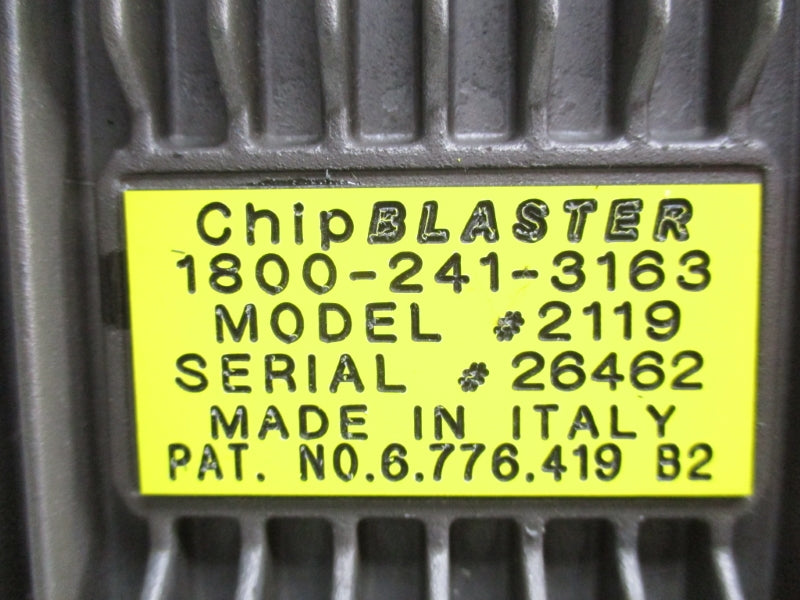 ChipBLASTER
1800-241-3163
MODEL #2119
SERIAL #26462
MADE IN ITALY
PAT. NO.6.776.419 B2